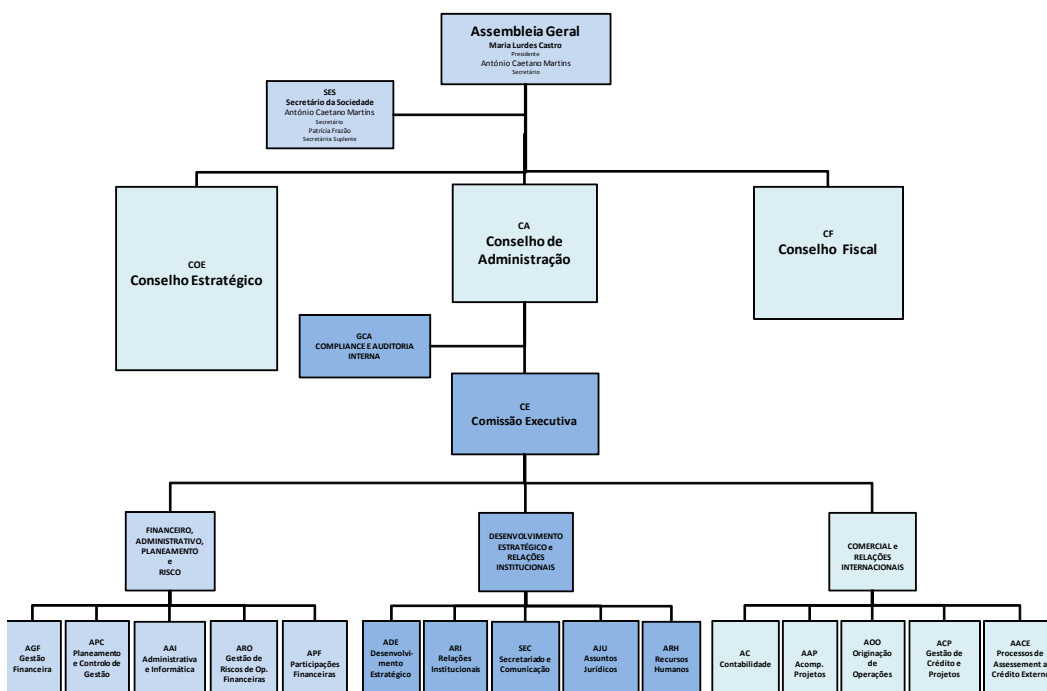 Assembleia Geral
Maria Lurdes Castro
Presidente
António Caetano Martins
Secretário
SES
Secretário da Sociedade
António Caetano Martins
Secretário
Patrícia Frazão
Secretáriia Suplente
COE
Conselho Estratégico
CA
Conselho de
Administração
CF
Conselho Fiscal
GCA
COMPLIANCE E AUDITORIA
INTERNA
CE
Comissão Executiva
FINANCEIRO,
ADMINISTRATIVO,
PLANEAMENTO
e
RISCO
DESENVOLVIMENTO
ESTRATÉGICO e
RELAÇÕES
INSTITUCIONAIS
COMERCIAL e
RELAÇÕES
INTERNACIONAIS
AGF
Gestão
Financeira
APC
Planeamento
e Controlo de
Gestão
AAI
Administrativa
e Informática
ARO
Gestão de
Riscos de Op.
Financeiras
APF
Participações
Financeiras
ADE
Desenvolvi-
mento
Estratégico
ARI
Relações
Institucionais
SEC
Secretariado e
Comunicação
AJU
Assuntos
Jurídicos
ARH
Recursos
Humanos
AC
Contabilidade
AAP
Acomp.
Projetos
AOO
Originação
de
Operações
ACP
Gestão de
Crédito e
Projetos
AACE
Processos de
Assessement a
Crédito Externo